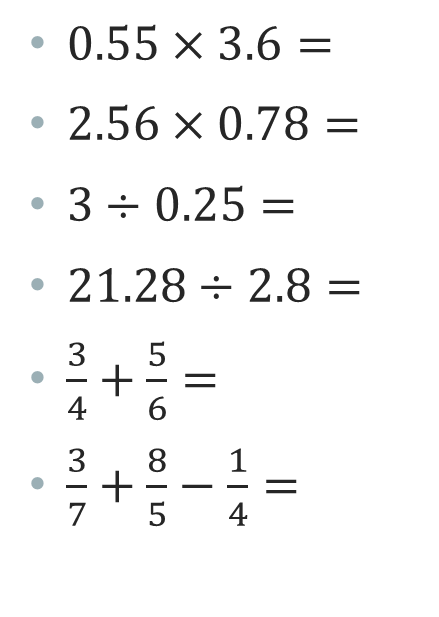 • 0.55 × 3.6 =
• 2.56 × 0.78 =
• 3 ÷ 0.25 =
• 21.28 ÷ 2.8 =
• 3/4 + 5/6 =
• 3/7 + 8/5 − 1/4 =